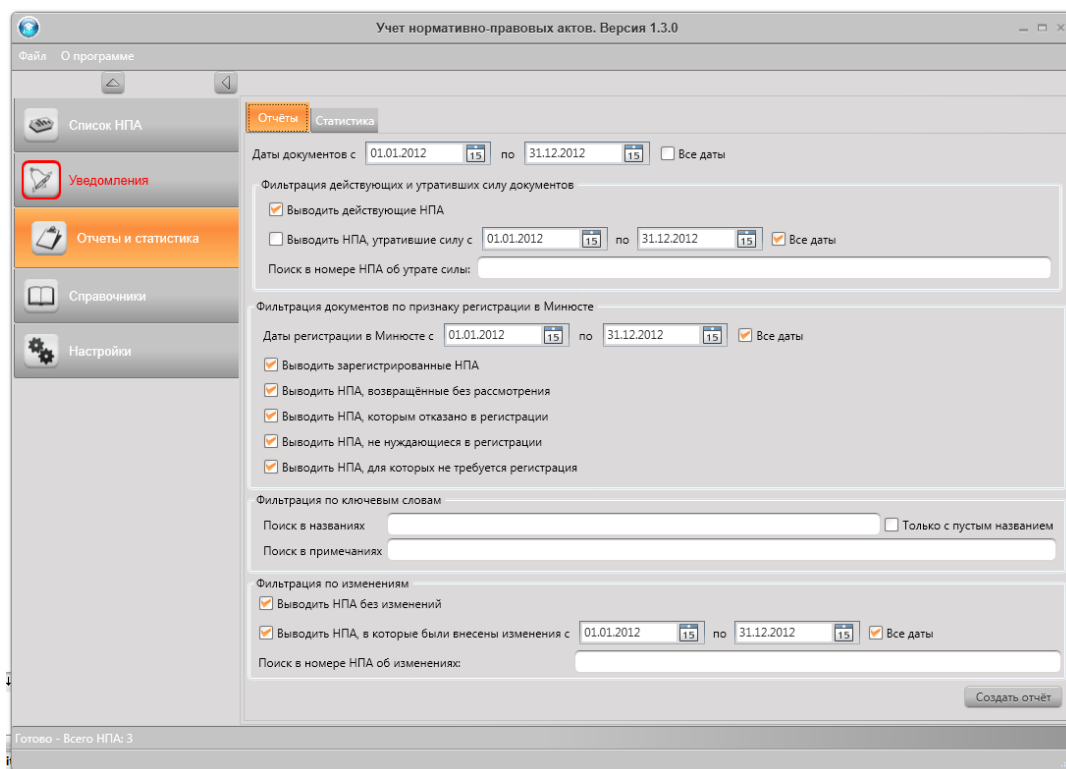 Учет нормативно-правовых актов. Версия 1.3.0
Файл О программе
Список НПА
Уведомления
Отчеты и статистика
Справочники
Настройки
Отчёты Статистика
Даты документов с 01.01.2012 15 по 31.12.2012 15 Все даты
Фильтрация действующих и утративших силу документов
Выводить действующие НПА
Выводить НПА, утратившие силу с 01.01.2012 15 по 31.12.2012 15 Все даты
Поиск в номере НПА об утрате силы:
Фильтрация документов по признаку регистрации в Минюсте
Даты регистрации в Минюсте с 01.01.2012 15 по 31.12.2012 15 Все даты
Выводить зарегистрированные НПА
Выводить НПА, возвращённые без рассмотрения
Выводить НПА, которым отказано в регистрации
Выводить НПА, не нуждающиеся в регистрации
Выводить НПА, для которых не требуется регистрация
Фильтрация по ключевым словам
Поиск в названиях Только с пустым названием
Поиск в примечаниях
Фильтрация по изменениям
Выводить НПА без изменений
Выводить НПА, в которые были внесены изменения с 01.01.2012 15 по 31.12.2012 15 Все даты
Поиск в номере НПА об изменениях:
Создать отчёт
Готово - Всего НПА: 3